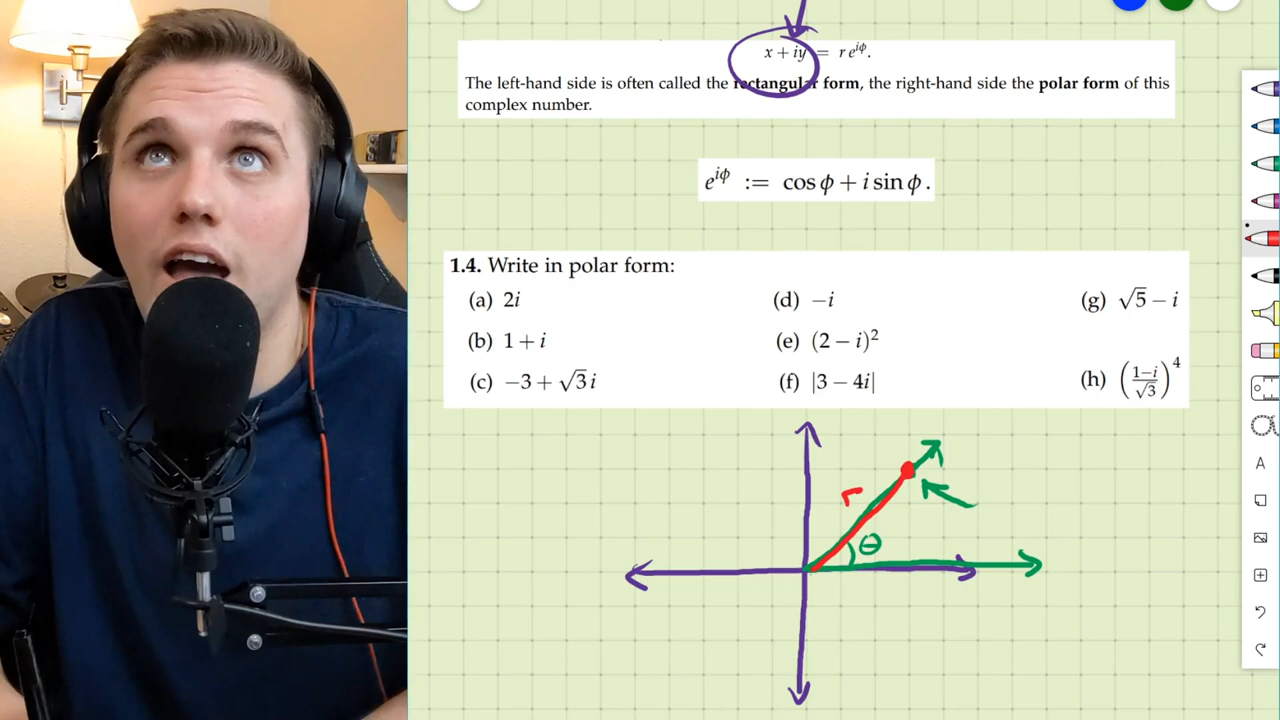 x + iy = r e^{iϕ}.
The left-hand side is often called the rectangular form, the right-hand side the polar form of this
complex number.
e^{iϕ} := cos ϕ + i sin ϕ.
1.4. Write in polar form:
(a) 2i
(b) 1 + i
(c) −3 + √3 i
(d) −i
(e) (2 − i)²
(f) |3 − 4i|
(g) √5 − i
(h) ((1−i)/√3)⁴
r
θ
A